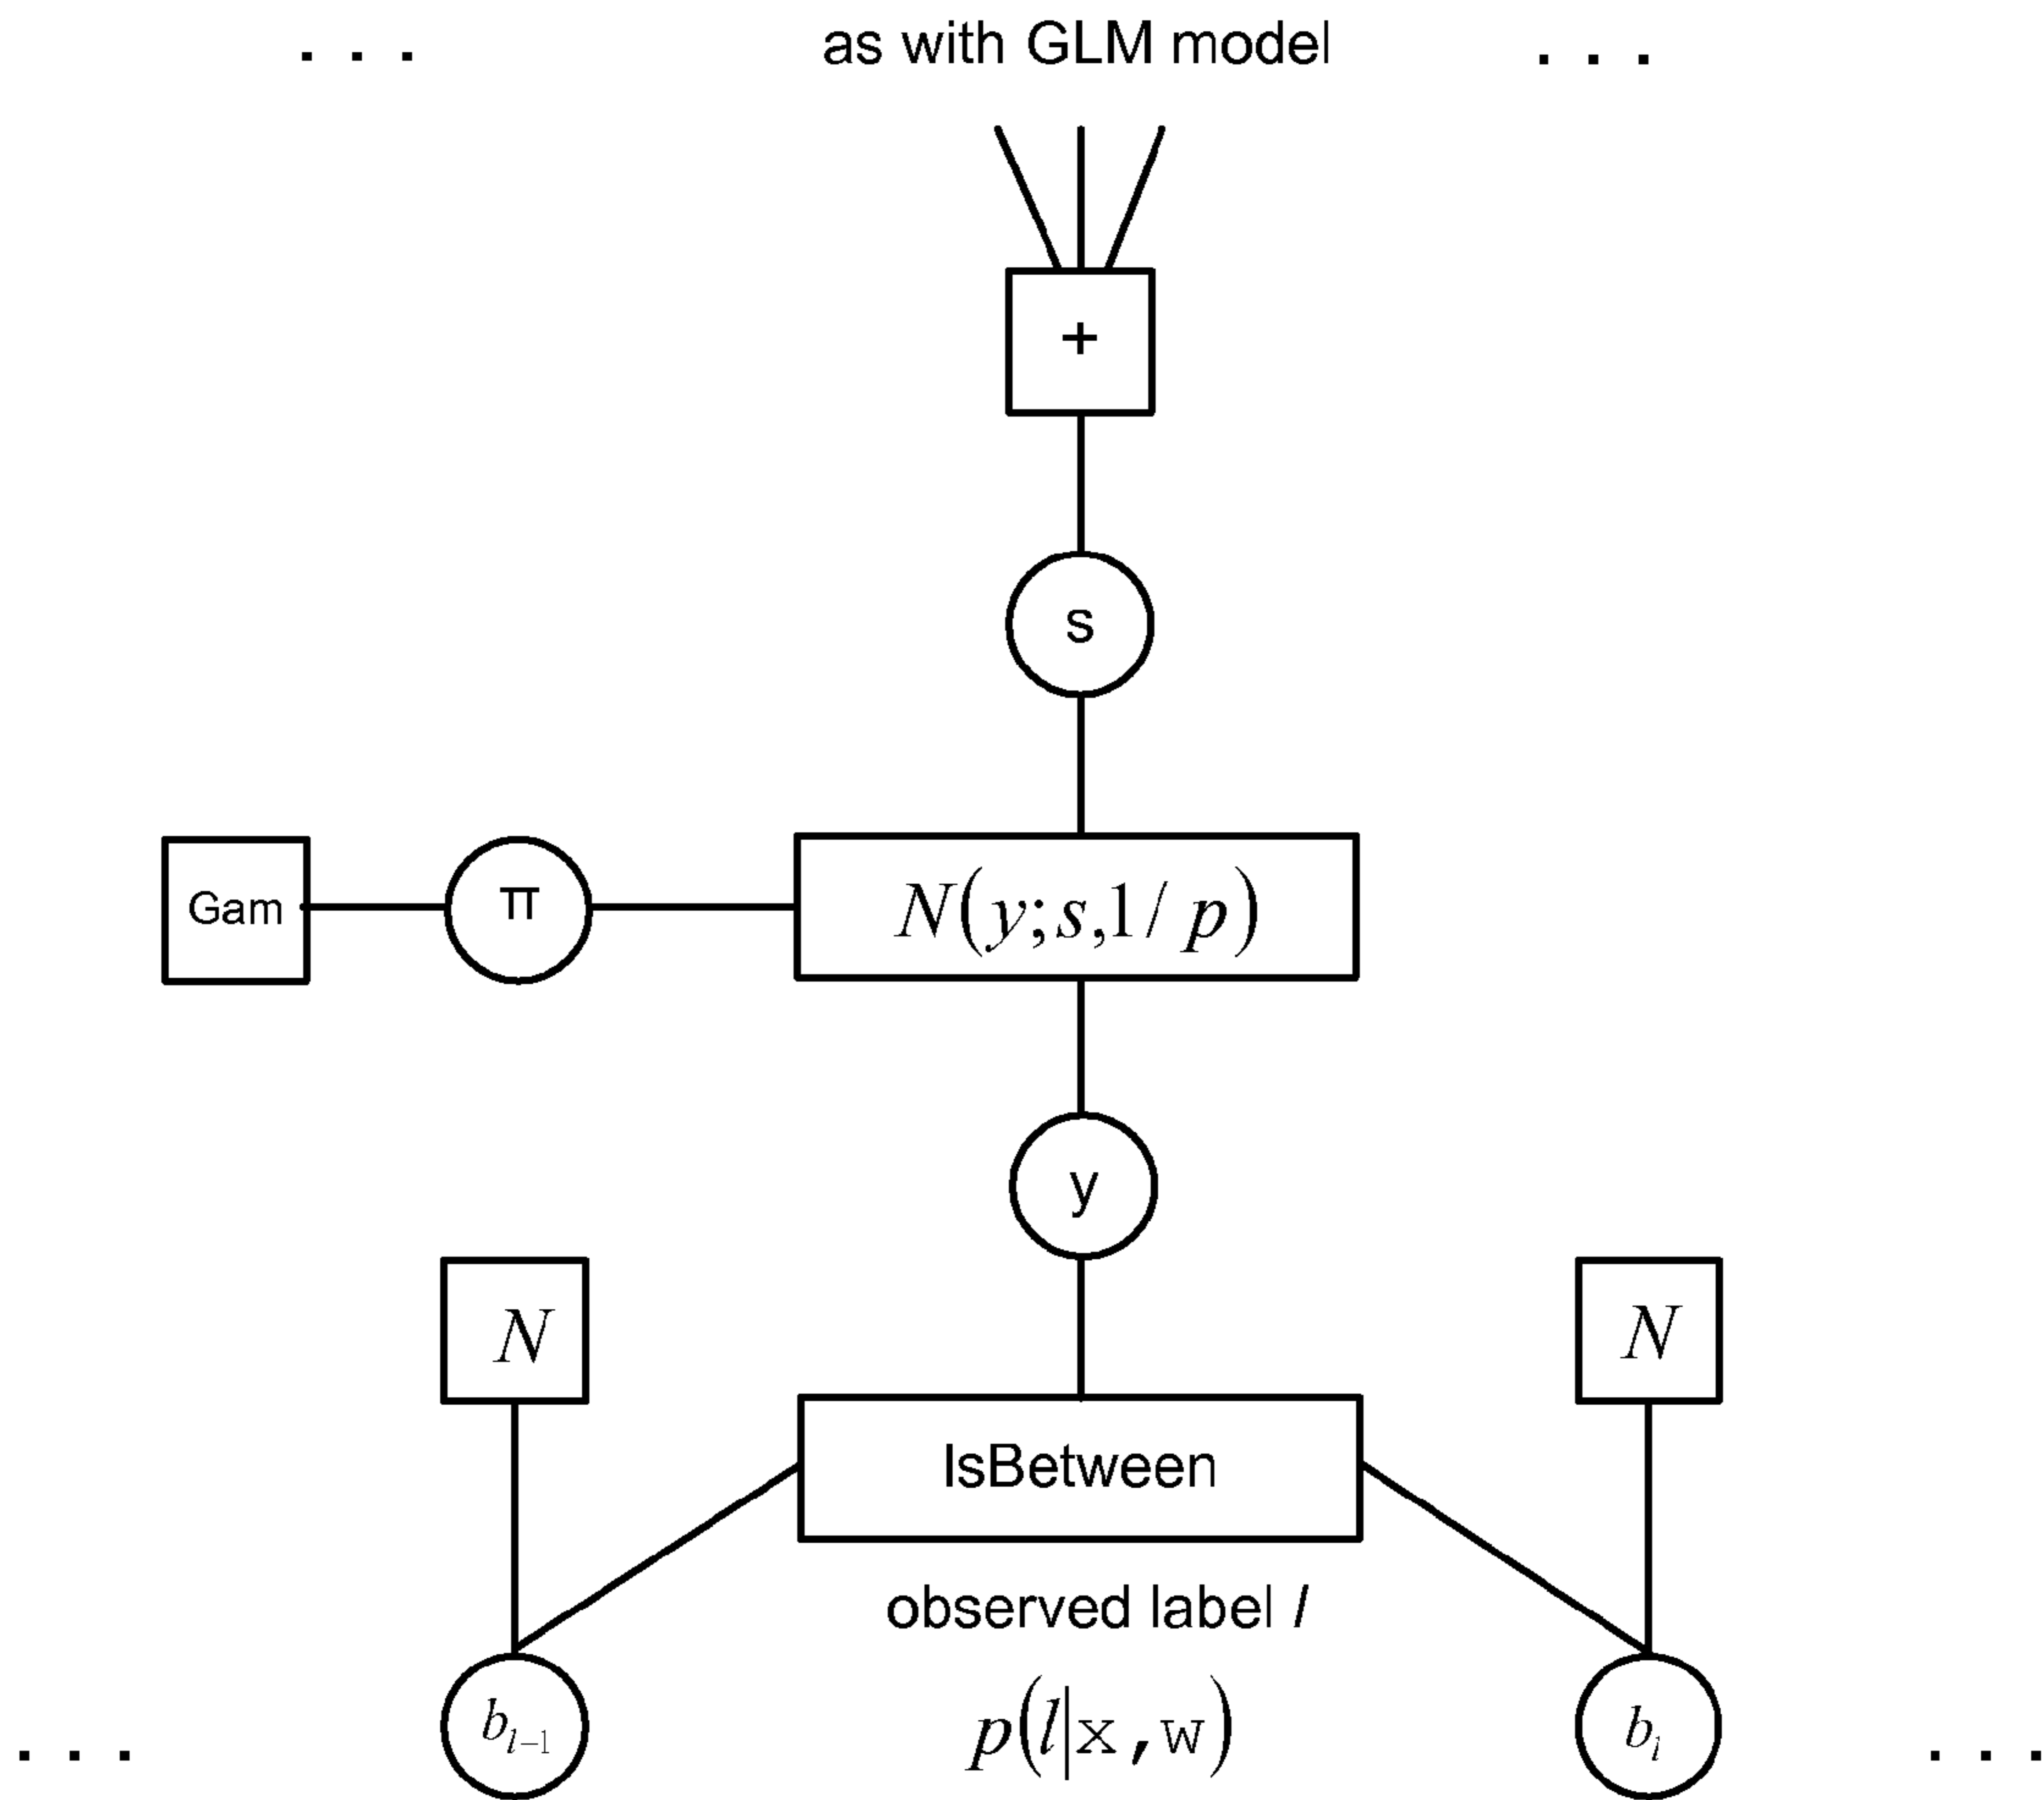 . . . as with GLM model . . .
+
s
Gam π N(y;s,1/ p)
y
N N
IsBetween
observed label l
. . . b_{l-1} p(l|x,w) b_l . . .